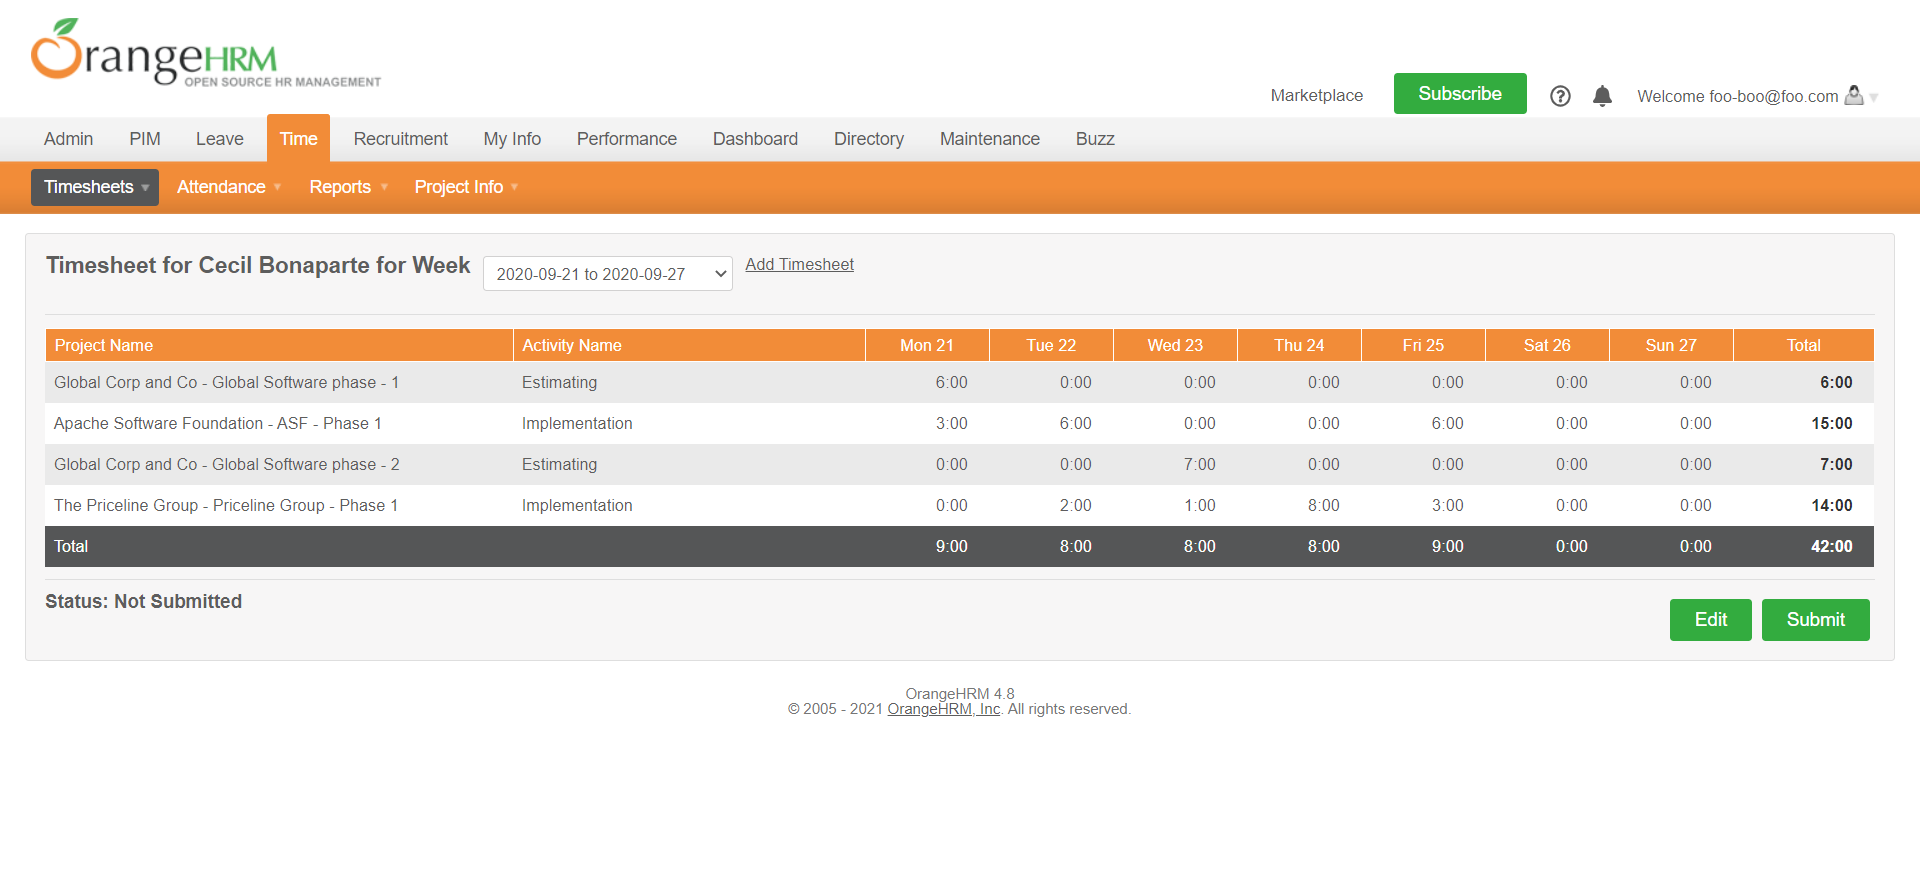 OrangeHRM
OPEN SOURCE HR MANAGEMENT
Marketplace Subscribe Welcome foo-boo@foo.com
Admin PIM Leave Time Recruitment My Info Performance Dashboard Directory Maintenance Buzz
Timesheets Attendance Reports Project Info
Timesheet for Cecil Bonaparte for Week 2020-09-21 to 2020-09-27 Add Timesheet
Project Name Activity Name Mon 21 Tue 22 Wed 23 Thu 24 Fri 25 Sat 26 Sun 27 Total
Global Corp and Co - Global Software phase - 1 Estimating 6:00 0:00 0:00 0:00 0:00 0:00 0:00 6:00
Apache Software Foundation - ASF - Phase 1 Implementation 3:00 6:00 0:00 0:00 6:00 0:00 0:00 15:00
Global Corp and Co - Global Software phase - 2 Estimating 0:00 0:00 7:00 0:00 0:00 0:00 0:00 7:00
The Priceline Group - Priceline Group - Phase 1 Implementation 0:00 2:00 1:00 8:00 3:00 0:00 0:00 14:00
Total 9:00 8:00 8:00 8:00 9:00 0:00 0:00 42:00
Status: Not Submitted
Edit Submit
OrangeHRM 4.8
© 2005 - 2021 OrangeHRM, Inc. All rights reserved.